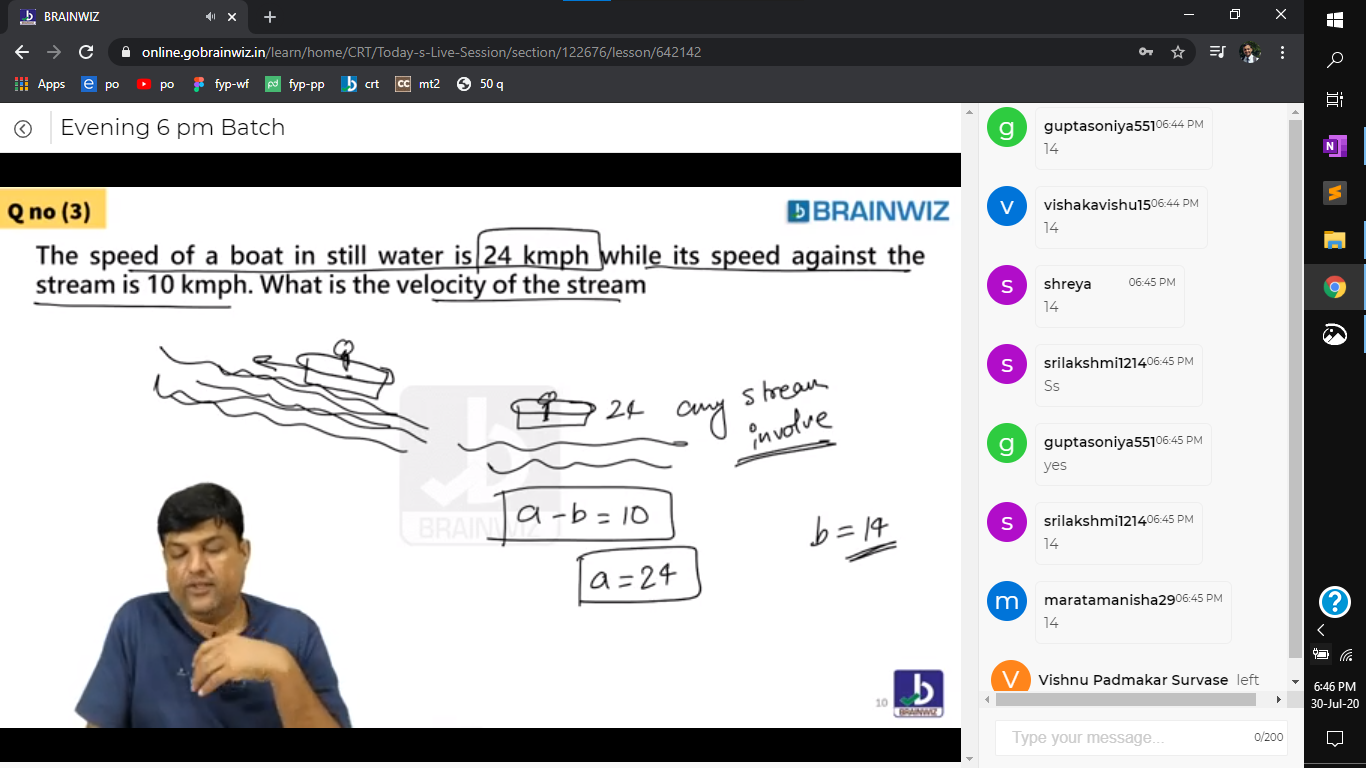 BRAINWIZ
online.gobrainwiz.in/learn/home/CRT/Today-s-Live-Session/section/122676/lesson/642142
Apps po po fyp-wf fyp-pp crt mt2 50 q
Evening 6 pm Batch
Q no (3)
BRAINWIZ
The speed of a boat in still water is 24 kmph while its speed against the
stream is 10 kmph. What is the velocity of the stream
24 any stream
involve
a - b = 10
a = 24
b = 14
BRAINWIZ
10
BRAINWIZ
guptasoniya551 06:44 PM
14
vishakavishu15 06:44 PM
14
shreya 06:45 PM
14
srilakshmi1214 06:45 PM
Ss
guptasoniya551 06:45 PM
yes
srilakshmi1214 06:45 PM
14
maratamanisha29 06:45 PM
14
Vishnu Padmakar Survase left
Type your message... 0/200
6:46 PM
30-Jul-20